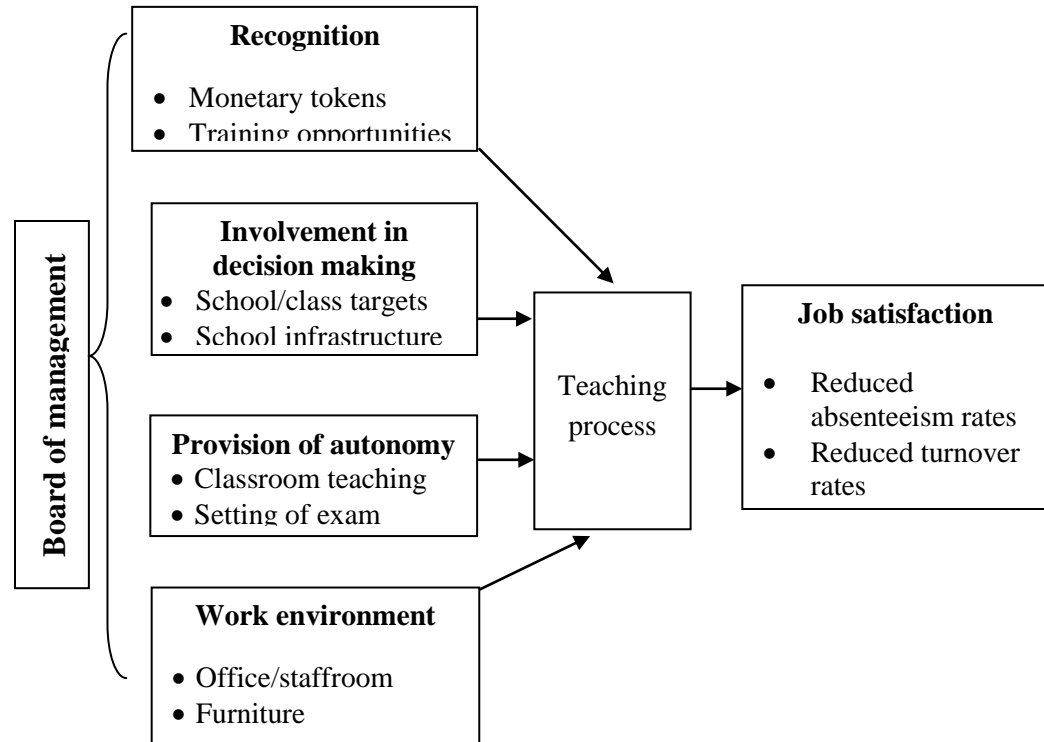 Board of management
Recognition
• Monetary tokens
• Training opportunities
Involvement in
decision making
• School/class targets
• School infrastructure
Provision of autonomy
• Classroom teaching
• Setting of exam
Work environment
• Office/staffroom
• Furniture
Teaching
process
Job satisfaction
• Reduced
absenteeism rates
• Reduced turnover
rates